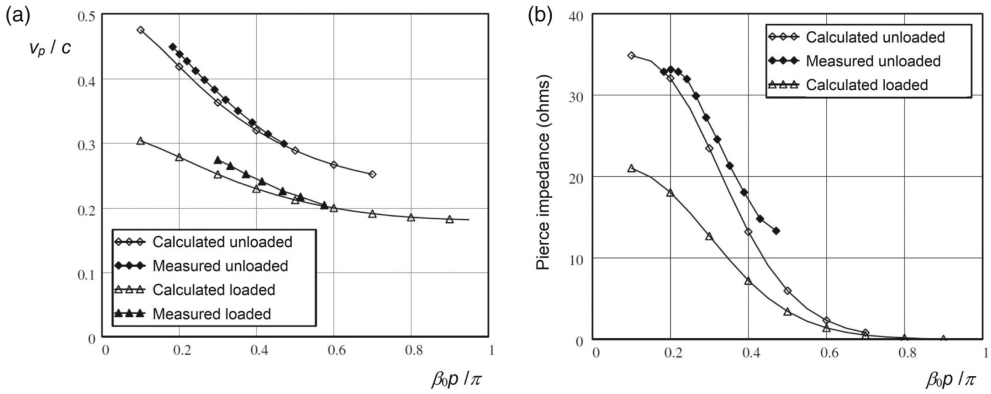 (a)
v_p / c
0.5
0.4
0.3
0.2
0.1
0
0
0.2
0.4
0.6
0.8
1
β₀p / π
Calculated unloaded
Measured unloaded
Calculated loaded
Measured loaded
(b)
Pierce impedance (ohms)
40
30
20
10
0
0
0.2
0.4
0.6
0.8
1
β₀p / π
Calculated unloaded
Measured unloaded
Calculated loaded